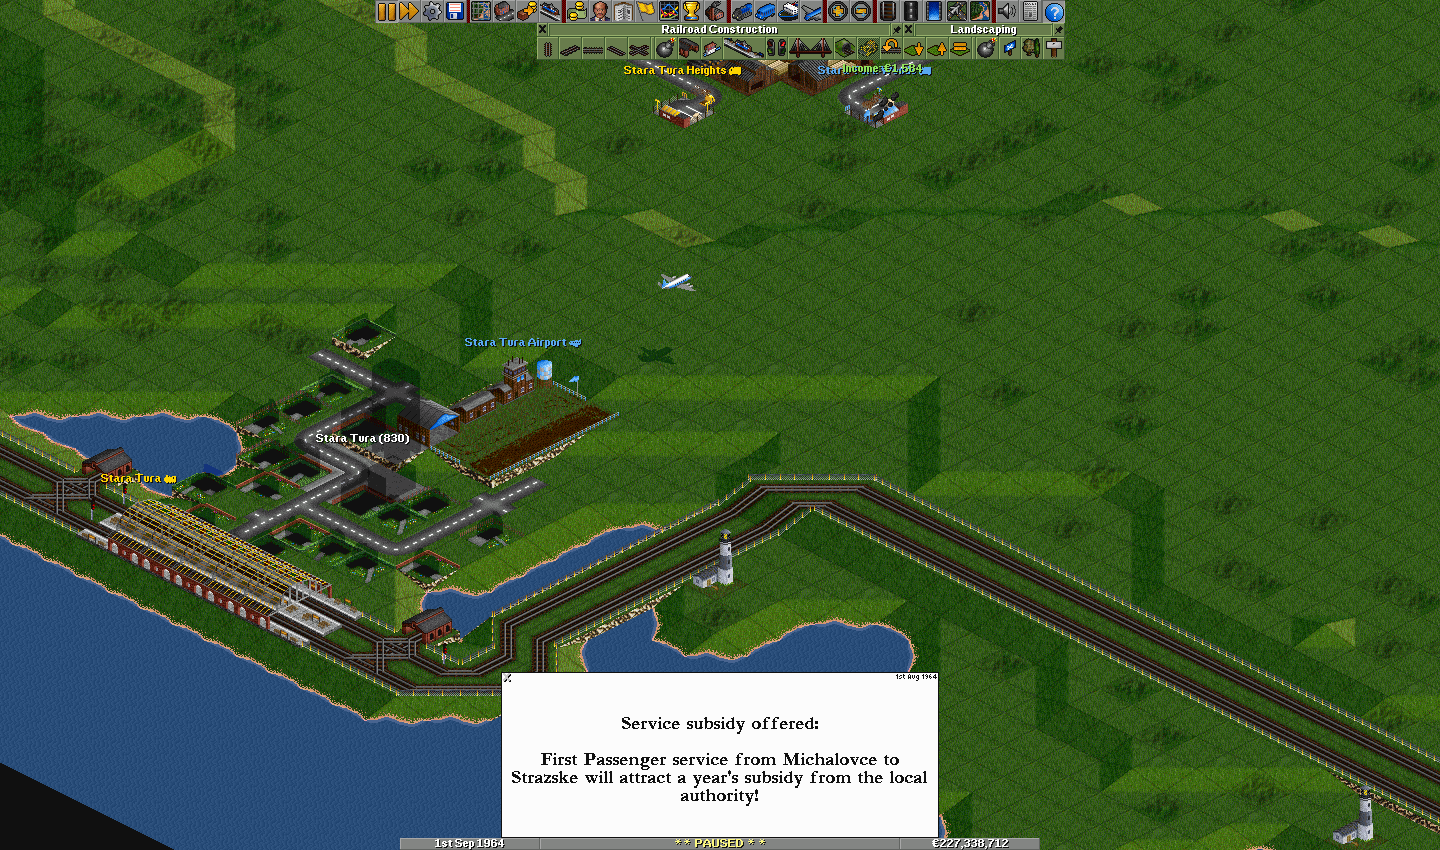 Railroad Construction
Landscaping
Stara Tura Heights
Income: €1,584
Stara Tura Airport
Stara Tura (830)
Stara Tura
1st Aug 1964
Service subsidy offered:
First Passenger service from Michalovce to
Strazske will attract a year's subsidy from the local
authority!
1st Sep 1964
* * PAUSED * *
€227,338,712